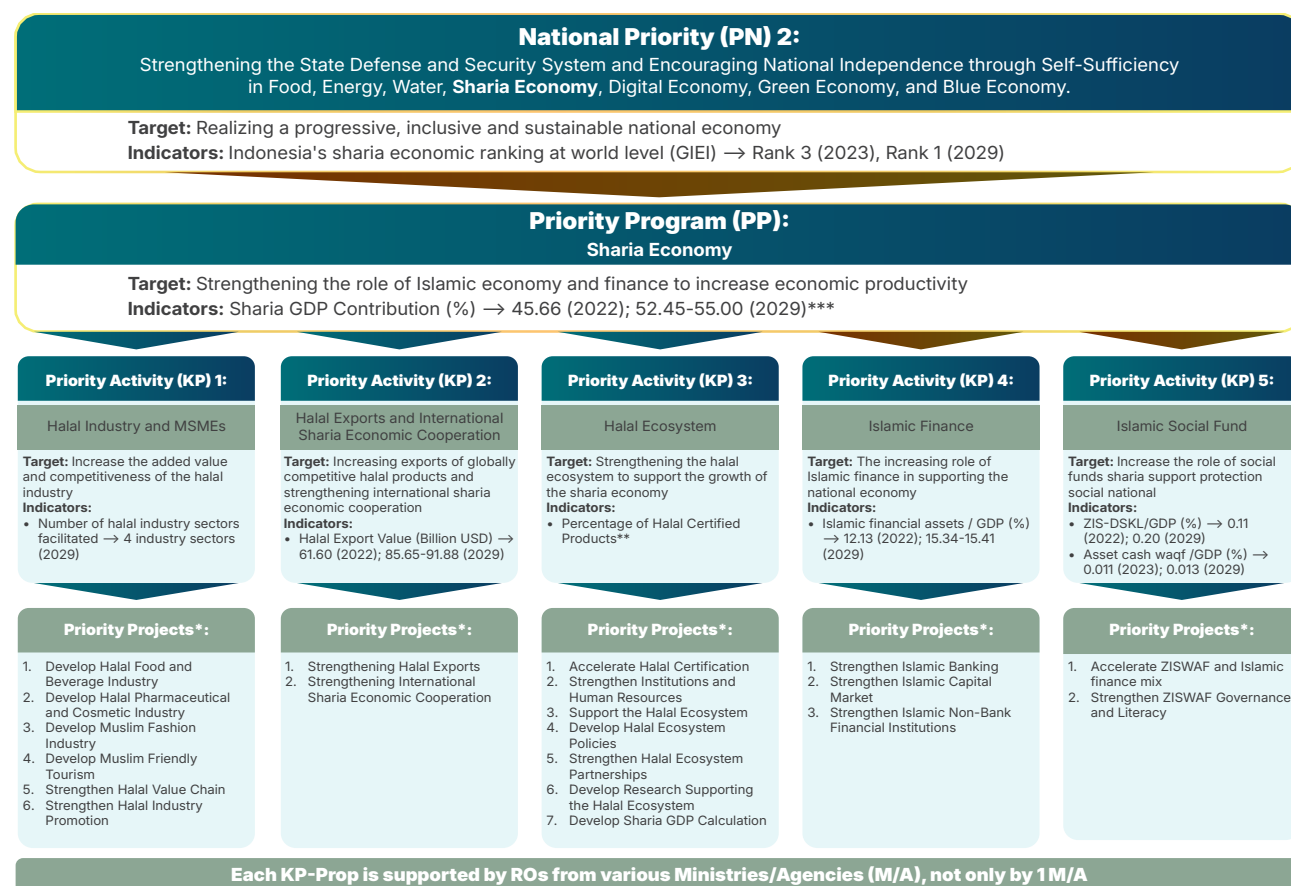 National Priority (PN) 2:
Strengthening the State Defense and Security System and Encouraging National Independence through Self-Sufficiency
in Food, Energy, Water, Sharia Economy, Digital Economy, Green Economy, and Blue Economy.
Target: Realizing a progressive, inclusive and sustainable national economy
Indicators: Indonesia's sharia economic ranking at world level (GIEI) → Rank 3 (2023), Rank 1 (2029)
Priority Program (PP):
Sharia Economy
Target: Strengthening the role of Islamic economy and finance to increase economic productivity
Indicators: Sharia GDP Contribution (%) → 45.66 (2022); 52.45-55.00 (2029)***
Priority Activity (KP) 1:
Halal Industry and MSMEs
Target: Increase the added value
and competitiveness of the halal
industry
Indicators:
• Number of halal industry sectors
facilitated → 4 industry sectors
(2029)
Priority Projects*:
1. Develop Halal Food and
Beverage Industry
2. Develop Halal Pharmaceutical
and Cosmetic Industry
3. Develop Muslim Fashion
Industry
4. Develop Muslim Friendly
Tourism
5. Strengthen Halal Value Chain
6. Strengthen Halal Industry
Promotion
Priority Activity (KP) 2:
Halal Exports and International
Sharia Economic Cooperation
Target: Increasing exports of globally
competitive halal products and
strengthening international sharia
economic cooperation
Indicators:
• Halal Export Value (Billion USD) →
61.60 (2022); 85.65-91.88 (2029)
Priority Projects*:
1. Strengthening Halal Exports
2. Strengthening International
Sharia Economic Cooperation
Priority Activity (KP) 3:
Halal Ecosystem
Target: Strengthening the halal
ecosystem to support the growth of
the sharia economy
Indicators:
• Percentage of Halal Certified
Products**
Priority Projects*:
1. Accelerate Halal Certification
2. Strengthen Institutions and
Human Resources
3. Support the Halal Ecosystem
4. Develop Halal Ecosystem
Policies
5. Strengthen Halal Ecosystem
Partnerships
6. Develop Research Supporting
the Halal Ecosystem
7. Develop Sharia GDP Calculation
Priority Activity (KP) 4:
Islamic Finance
Target: The increasing role of
Islamic finance in supporting the
national economy
Indicators:
• Islamic financial assets / GDP (%)
→ 12.13 (2022); 15.34-15.41
(2029)
Priority Projects*:
1. Strengthen Islamic Banking
2. Strengthen Islamic Capital
Market
3. Strengthen Islamic Non-Bank
Financial Institutions
Priority Activity (KP) 5:
Islamic Social Fund
Target: Increase the role of social
funds sharia support protection
social national
Indicators:
• ZIS-DSKL/GDP (%) → 0.11
(2022); 0.20 (2029)
• Asset cash waqf /GDP (%) →
0.011 (2023); 0.013 (2029)
Priority Projects*:
1. Accelerate ZISWAF and Islamic
finance mix
2. Strengthen ZISWAF Governance
and Literacy
Each KP-Prop is supported by ROs from various Ministries/Agencies (M/A), not only by 1 M/A